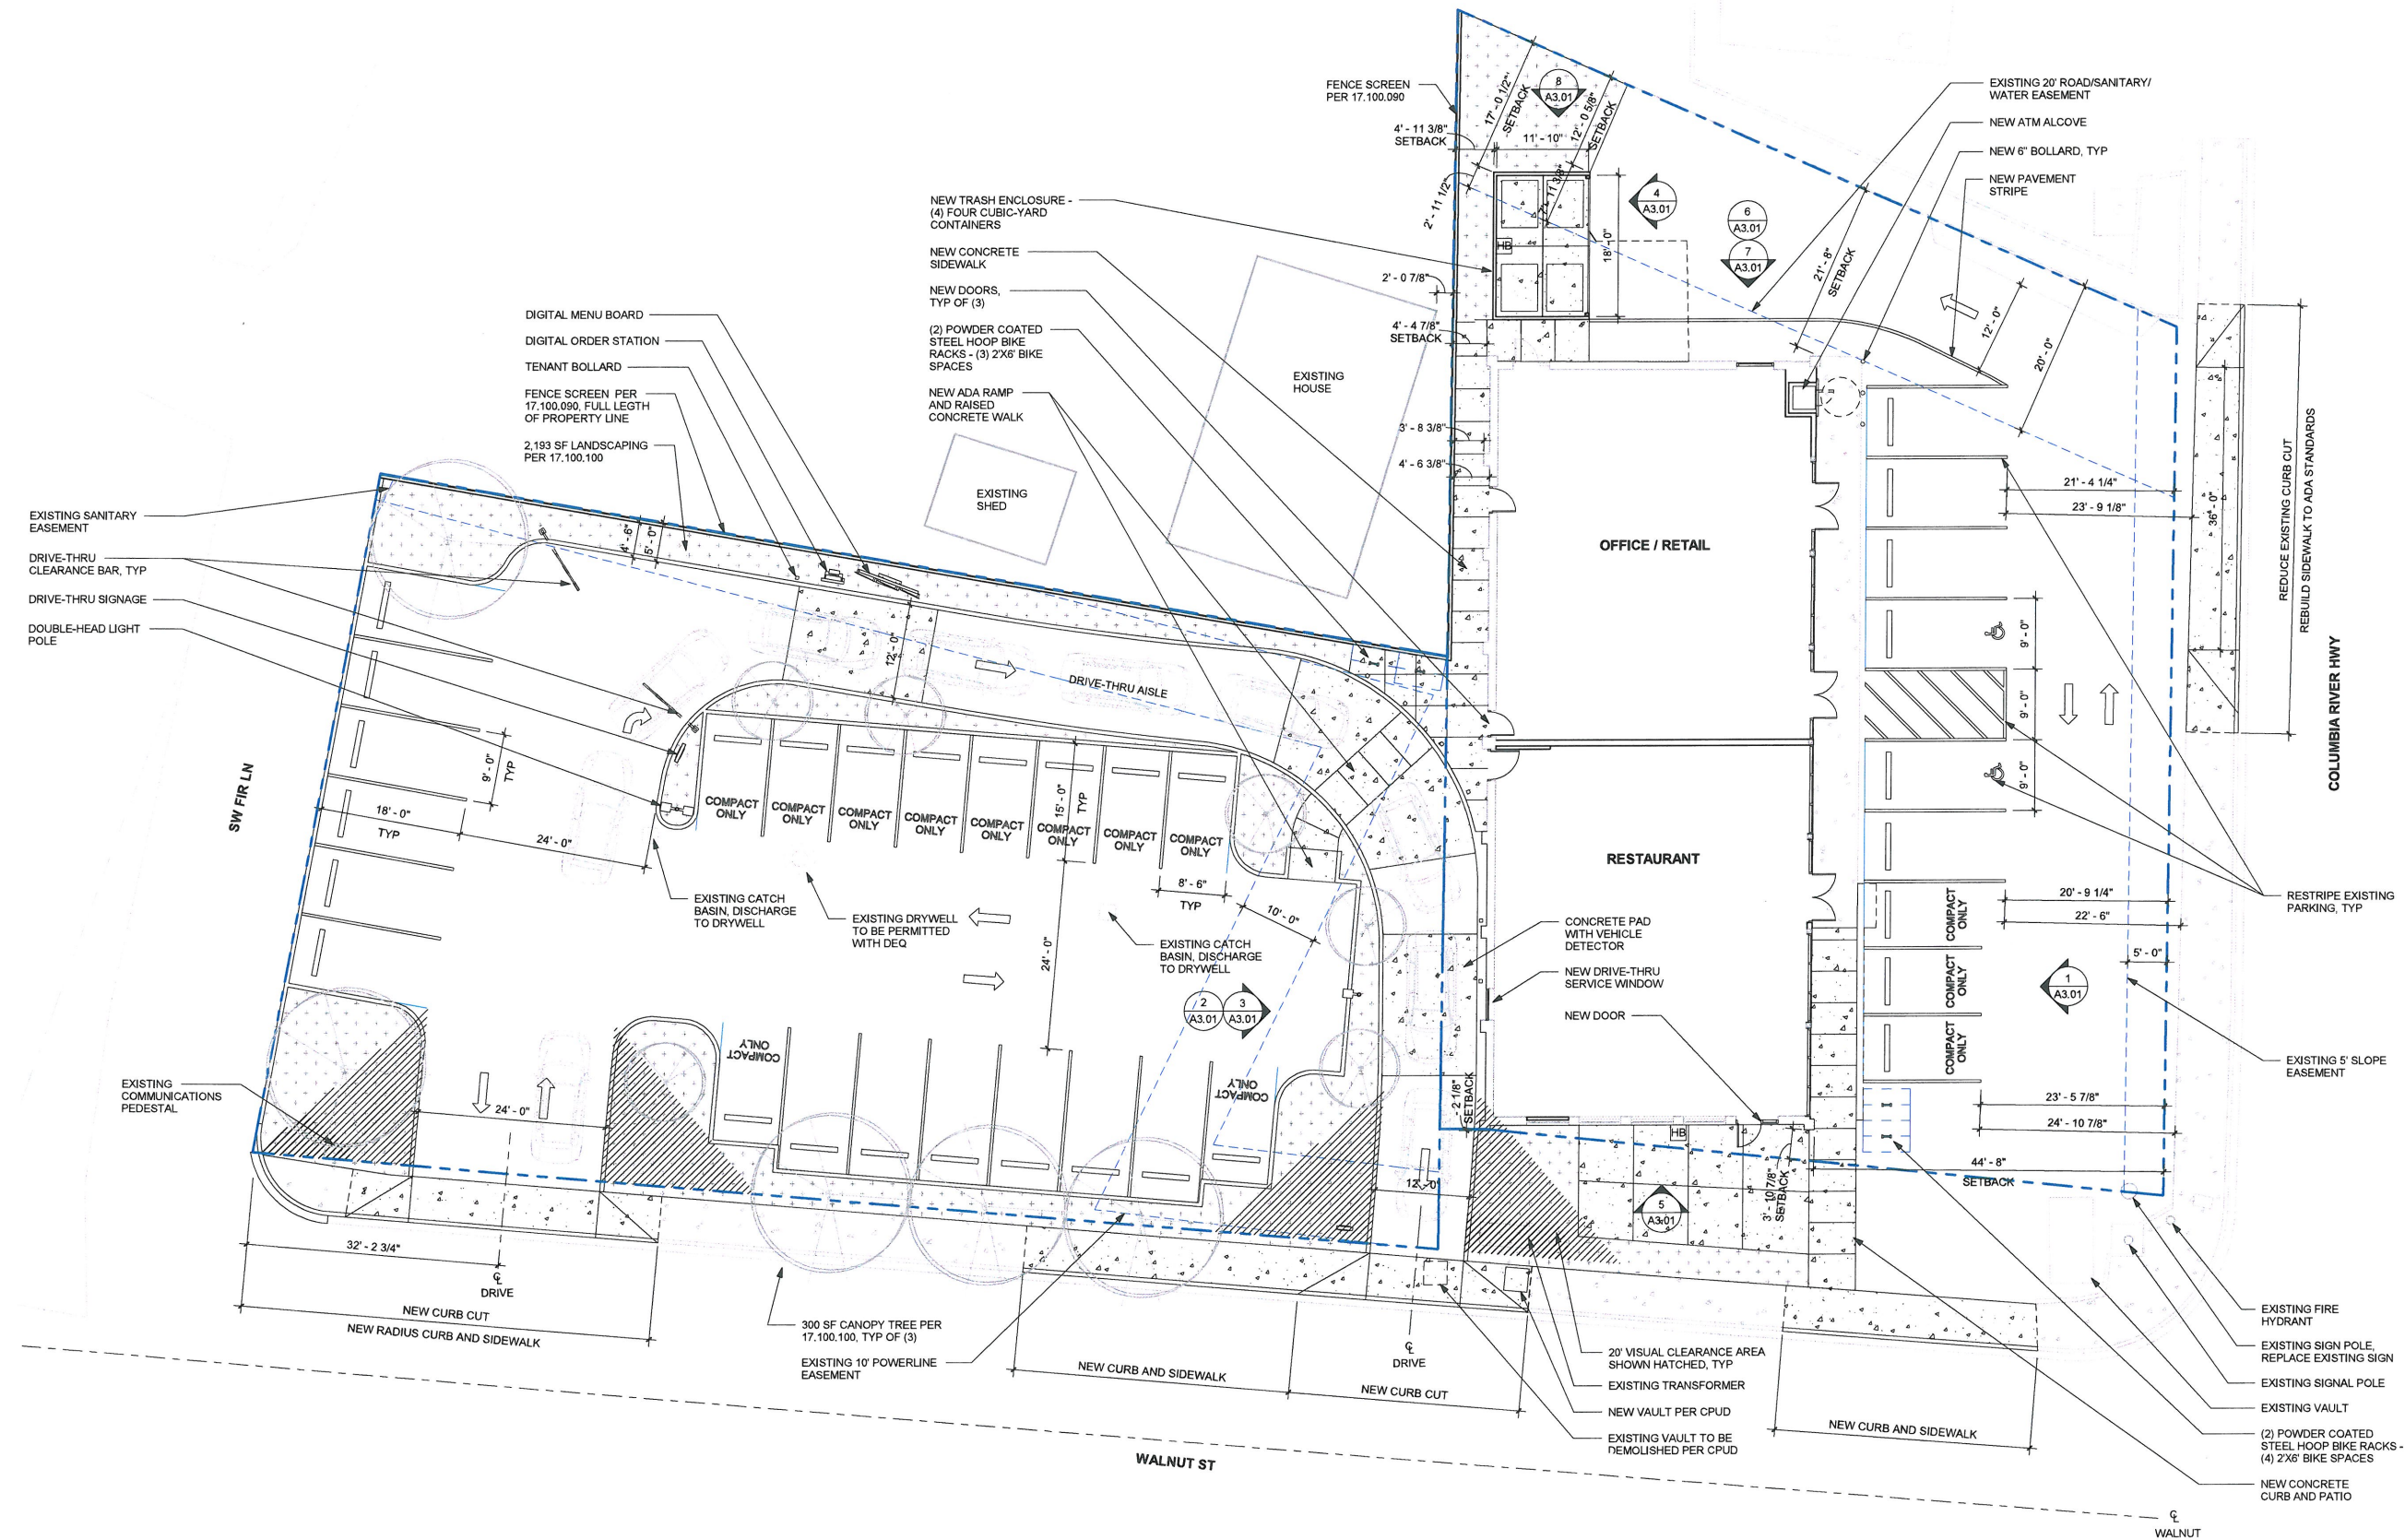 FENCE SCREEN
PER 17.100.090
17' - 0 1/2"
SETBACK
8
A3.01
12' - 0 5/8"
SETBACK
4' - 11 3/8"
SETBACK
11' - 10"
2' - 11 1/2"
7' - 11 3/8"
4
A3.01
6
A3.01
7
A3.01
HB
18' - 0"
21' - 8"
SETBACK
12' - 0"
20' - 0"
EXISTING 20' ROAD/SANITARY/
WATER EASEMENT
NEW ATM ALCOVE
NEW 6" BOLLARD, TYP
NEW PAVEMENT
STRIPE
NEW TRASH ENCLOSURE -
(4) FOUR CUBIC-YARD
CONTAINERS
NEW CONCRETE
SIDEWALK
NEW DOORS,
TYP OF (3)
(2) POWDER COATED
STEEL HOOP BIKE
RACKS - (3) 2'X6' BIKE
SPACES
NEW ADA RAMP
AND RAISED
CONCRETE WALK
2' - 0 7/8"
4' - 4 7/8"
SETBACK
3' - 8 3/8"
4' - 6 3/8"
EXISTING
HOUSE
EXISTING
SHED
DIGITAL MENU BOARD
DIGITAL ORDER STATION
TENANT BOLLARD
FENCE SCREEN PER
17.100.090, FULL LEGTH
OF PROPERTY LINE
2,193 SF LANDSCAPING
PER 17.100.100
EXISTING SANITARY
EASEMENT
DRIVE-THRU
CLEARANCE BAR, TYP
DRIVE-THRU SIGNAGE
DOUBLE-HEAD LIGHT
POLE
4' - 6"
5' - 0"
12' - 0"
DRIVE-THRU AISLE
OFFICE / RETAIL
RESTAURANT
21' - 4 1/4"
23' - 9 1/8"
36' - 0"
REDUCE EXISTING CURB CUT
REBUILD SIDEWALK TO ADA STANDARDS
COLUMBIA RIVER HWY
9' - 0"
9' - 0"
9' - 0"
SW FIR LN
9' - 0"
TYP
18' - 0"
TYP
24' - 0"
COMPACT
ONLY
COMPACT
ONLY
COMPACT
ONLY
COMPACT
ONLY
COMPACT
ONLY
COMPACT
ONLY
COMPACT
ONLY
COMPACT
ONLY
15' - 0"
TYP
8' - 6"
TYP
10' - 0"
24' - 0"
EXISTING CATCH
BASIN, DISCHARGE
TO DRYWELL
EXISTING DRYWELL
TO BE PERMITTED
WITH DEQ
EXISTING CATCH
BASIN, DISCHARGE
TO DRYWELL
2
A3.01
3
A3.01
CONCRETE PAD
WITH VEHICLE
DETECTOR
NEW DRIVE-THRU
SERVICE WINDOW
NEW DOOR
COMPACT
ONLY
COMPACT
ONLY
COMPACT
ONLY
20' - 9 1/4"
22' - 6"
5' - 0"
1
A3.01
RESTRIPE EXISTING
PARKING, TYP
EXISTING 5' SLOPE
EASEMENT
23' - 5 7/8"
24' - 10 7/8"
44' - 8"
SETBACK
COMPACT
ONLY
COMPACT
ONLY
EXISTING
COMMUNICATIONS
PEDESTAL
24' - 0"
- 2 1/8"
SETBACK
HB
12' - 0"
3' - 10 7/8"
SETBACK
5
A3.01
32' - 2 3/4"
DRIVE
NEW CURB CUT
NEW RADIUS CURB AND SIDEWALK
300 SF CANOPY TREE PER
17.100.100, TYP OF (3)
EXISTING 10' POWERLINE
EASEMENT
NEW CURB AND SIDEWALK
DRIVE
NEW CURB CUT
20' VISUAL CLEARANCE AREA
SHOWN HATCHED, TYP
EXISTING TRANSFORMER
NEW VAULT PER CPUD
EXISTING VAULT TO BE
DEMOLISHED PER CPUD
NEW CURB AND SIDEWALK
EXISTING FIRE
HYDRANT
EXISTING SIGN POLE,
REPLACE EXISTING SIGN
EXISTING SIGNAL POLE
EXISTING VAULT
(2) POWDER COATED
STEEL HOOP BIKE RACKS -
(4) 2'X6' BIKE SPACES
NEW CONCRETE
CURB AND PATIO
WALNUT ST
WALNUT